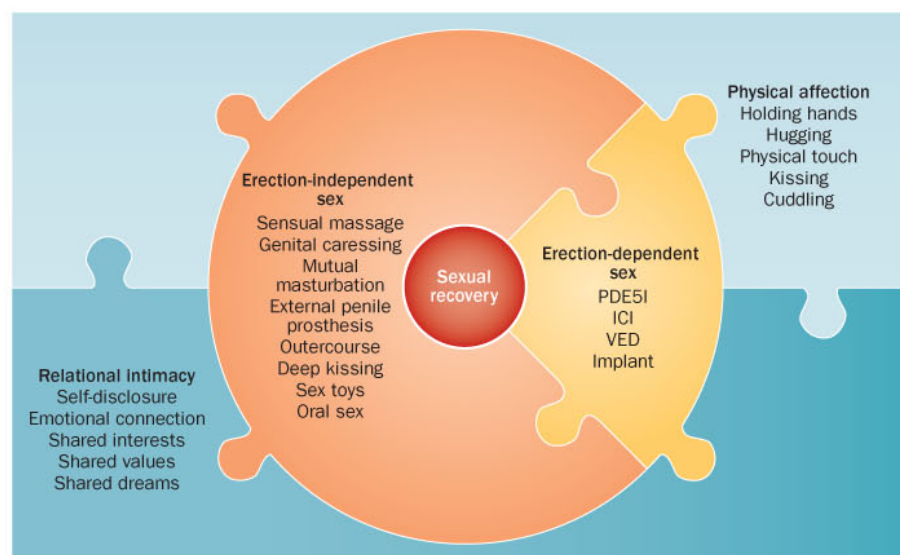 Physical affection
Holding hands
Hugging
Physical touch
Kissing
Cuddling
Erection-independent
sex
Sensual massage
Genital caressing
Mutual
masturbation
External penile
prosthesis
Outercourse
Deep kissing
Sex toys
Oral sex
Sexual
recovery
Erection-dependent
sex
PDE5I
ICI
VED
Implant
Relational intimacy
Self-disclosure
Emotional connection
Shared interests
Shared values
Shared dreams